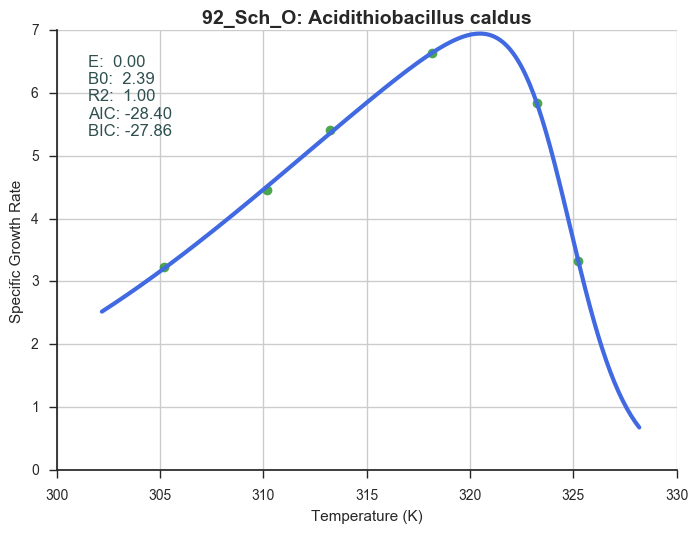 92_Sch_O: Acidithiobacillus caldus
E:  0.00
B0:  2.39
R2:  1.00
AIC: -28.40
BIC: -27.86
Specific Growth Rate
7
6
5
4
3
2
1
0
300 305 310 315 320 325 330
Temperature (K)